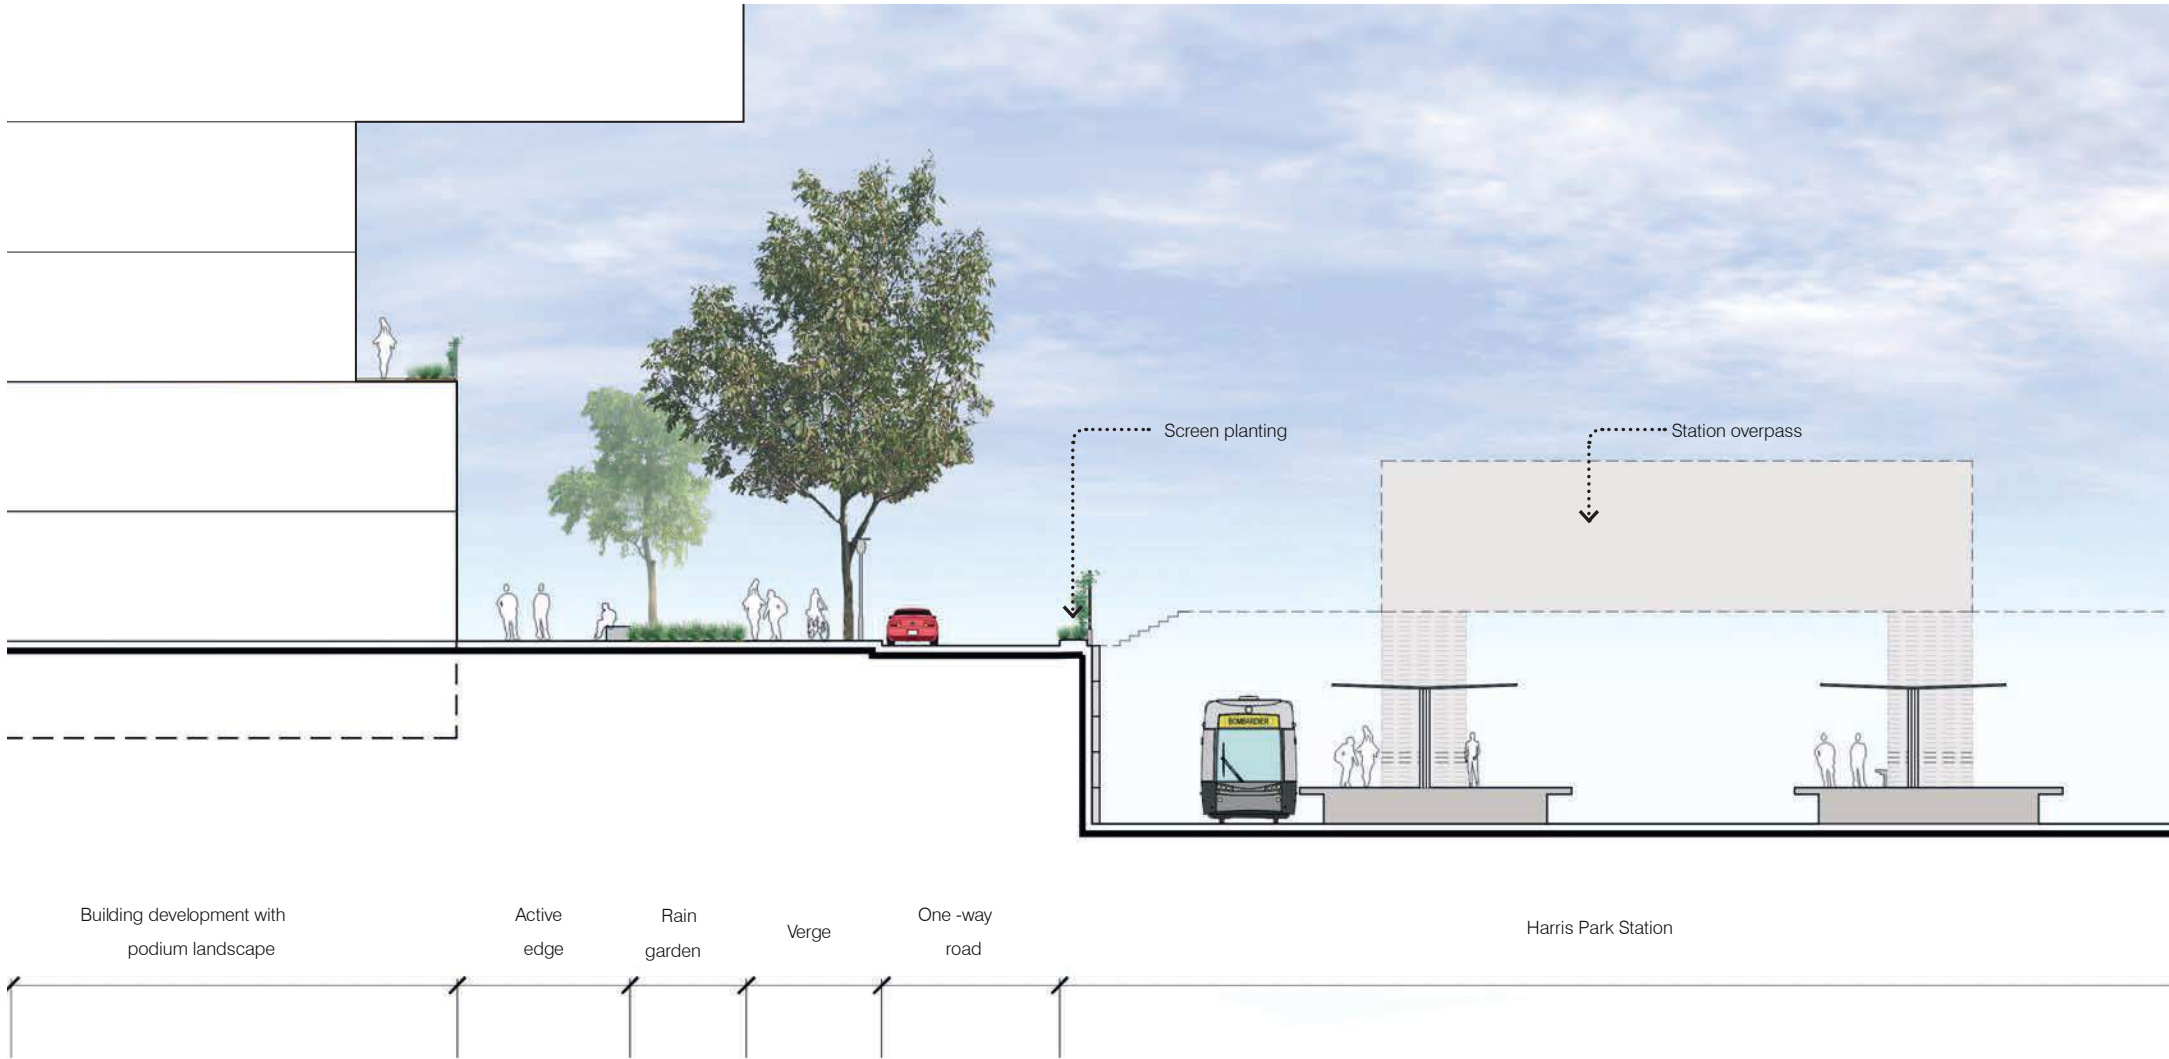 Screen planting
Station overpass
BOMBARDIER
Building development with
podium landscape
Active
edge
Rain
garden
Verge
One -way
road
Harris Park Station